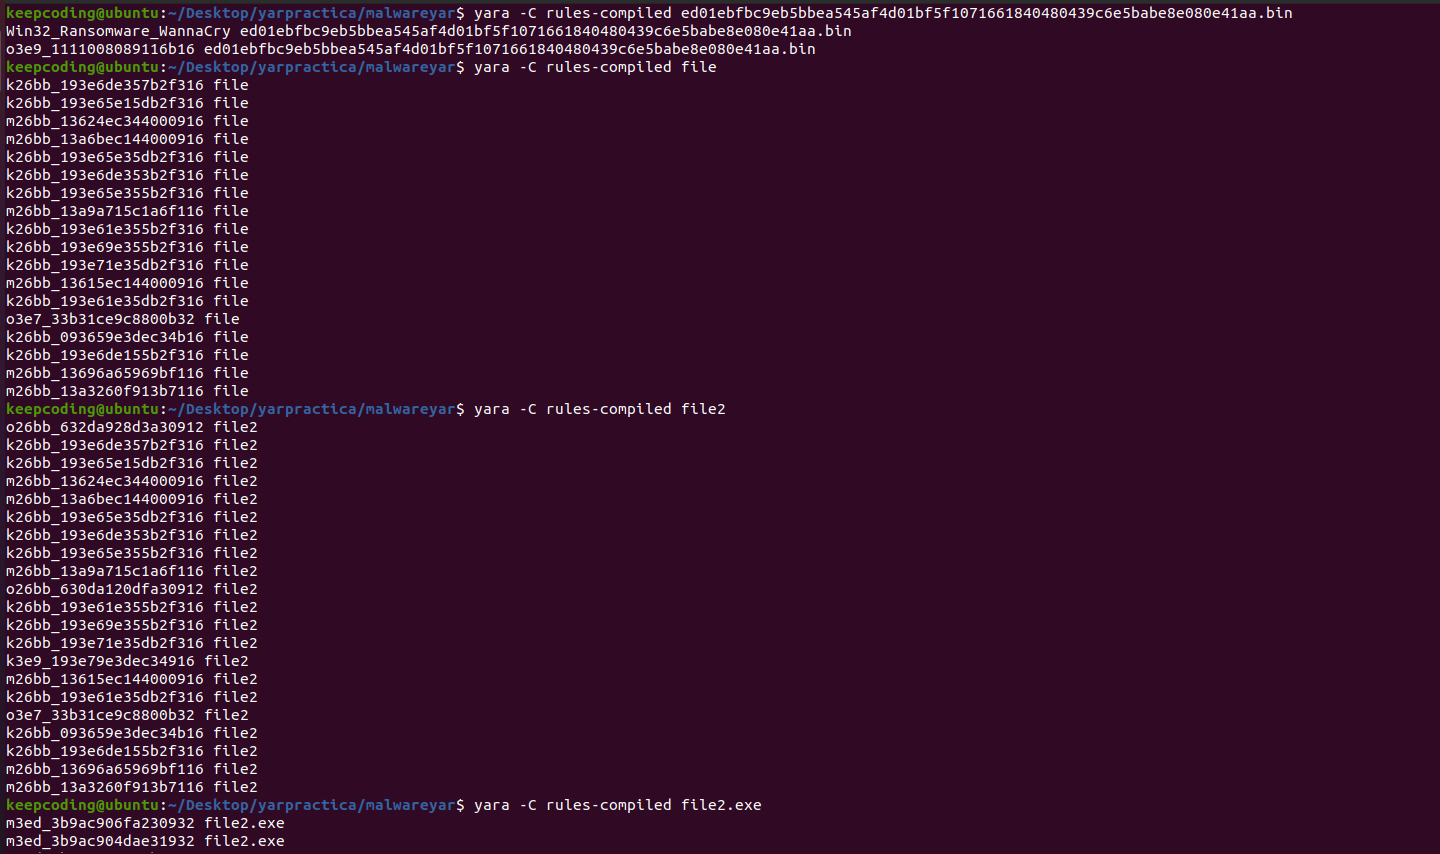 keepcoding@ubuntu:~/Desktop/yarpractica/malwareyar$ yara -C rules-compiled ed01ebfbc9eb5bbea545af4d01bf5f1071661840480439c6e5babe8e080e41aa.bin
Win32_Ransomware_WannaCry ed01ebfbc9eb5bbea545af4d01bf5f1071661840480439c6e5babe8e080e41aa.bin
o3e9_1111008089116b16 ed01ebfbc9eb5bbea545af4d01bf5f1071661840480439c6e5babe8e080e41aa.bin
keepcoding@ubuntu:~/Desktop/yarpractica/malwareyar$ yara -C rules-compiled file
k26bb_193e6de357b2f316 file
k26bb_193e65e15db2f316 file
m26bb_13624ec344000916 file
m26bb_13a6bec144000916 file
k26bb_193e65e35db2f316 file
k26bb_193e6de353b2f316 file
k26bb_193e65e355b2f316 file
m26bb_13a9a715c1a6f116 file
k26bb_193e61e355b2f316 file
k26bb_193e69e355b2f316 file
k26bb_193e71e35db2f316 file
m26bb_13615ec144000916 file
k26bb_193e61e35db2f316 file
o3e7_33b31ce9c8800b32 file
k26bb_093659e3dec34b16 file
k26bb_193e6de155b2f316 file
m26bb_13696a65969bf116 file
m26bb_13a3260f913b7116 file
keepcoding@ubuntu:~/Desktop/yarpractica/malwareyar$ yara -C rules-compiled file2
o26bb_632da928d3a30912 file2
k26bb_193e6de357b2f316 file2
k26bb_193e65e15db2f316 file2
m26bb_13624ec344000916 file2
m26bb_13a6bec144000916 file2
k26bb_193e65e35db2f316 file2
k26bb_193e6de353b2f316 file2
k26bb_193e65e355b2f316 file2
m26bb_13a9a715c1a6f116 file2
o26bb_630da120dfa30912 file2
k26bb_193e61e355b2f316 file2
k26bb_193e69e355b2f316 file2
k26bb_193e71e35db2f316 file2
k3e9_193e79e3dec34916 file2
m26bb_13615ec144000916 file2
k26bb_193e61e35db2f316 file2
o3e7_33b31ce9c8800b32 file2
k26bb_093659e3dec34b16 file2
k26bb_193e6de155b2f316 file2
m26bb_13696a65969bf116 file2
m26bb_13a3260f913b7116 file2
keepcoding@ubuntu:~/Desktop/yarpractica/malwareyar$ yara -C rules-compiled file2.exe
m3ed_3b9ac906fa230932 file2.exe
m3ed_3b9ac904dae31932 file2.exe